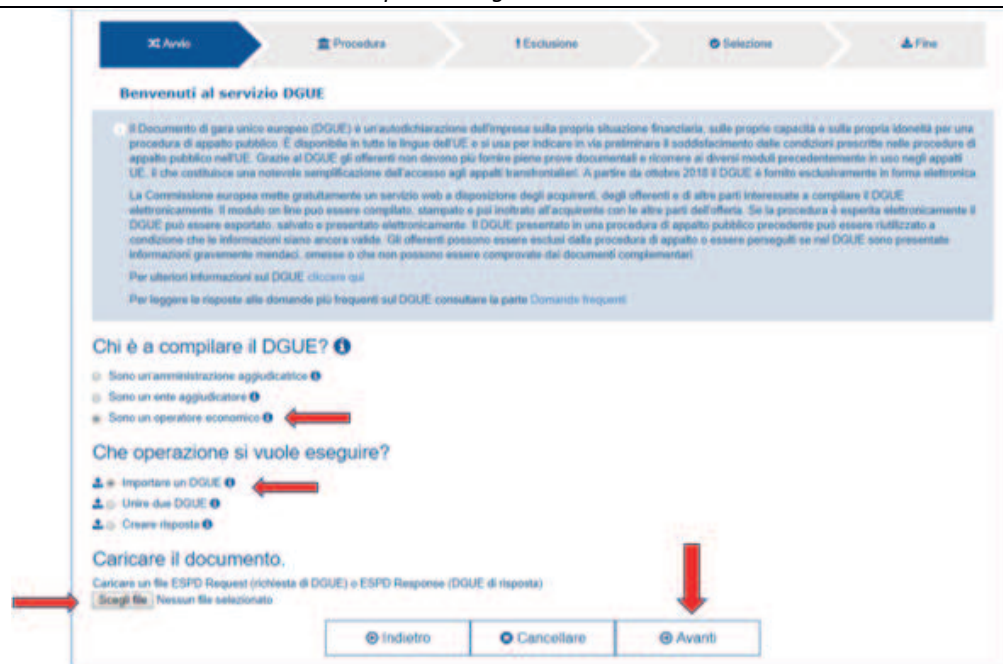 Avvio
Procedura
Esclusione
Selezione
Fine
Benvenuti al servizio DGUE
Il Documento di gara unico europeo (DGUE) è un'autodichiarazione dell'impresa sulla propria situazione finanziaria, sulle proprie capacità e sulla propria idoneità per una
procedura di appalto pubblico. È disponibile in tutte le lingue dell'UE e si usa per indicare in via preliminare il soddisfacimento delle condizioni prescritte nelle procedure di
appalto pubblico nell'UE. Grazie al DGUE gli offerenti non devono più fornire piene prove documentali e ricorrere ai diversi moduli precedentemente in uso negli appalti
UE, il che costituisce una notevole semplificazione dell'accesso agli appalti transfrontalieri. A partire da ottobre 2018 il DGUE è fornito esclusivamente in forma elettronica.
La Commissione europea mette gratuitamente un servizio web a disposizione degli acquirenti, degli offerenti e di altre parti interessate a compilare il DGUE
elettronicamente. Il modulo on line può essere compilato, stampato e poi inoltrato all'acquirente con le altre parti dell'offerta. Se la procedura è esperita elettronicamente il
DGUE può essere esportato, salvato e presentato elettronicamente. Il DGUE presentato in una procedura di appalto pubblico precedente può essere riutilizzato a
condizione che le informazioni siano ancora valide. Gli offerenti possono essere esclusi dalla procedura di appalto o essere perseguiti se nel DGUE sono presentate
informazioni gravemente mendaci, omesse o che non possono essere comprovate dai documenti complementari.
Per ulteriori informazioni sul DGUE cliccare qui
Per leggere le risposte alle domande più frequenti sul DGUE consultare la parte Domande frequenti
Chi è a compilare il DGUE?
Sono un'amministrazione aggiudicatrice
Sono un ente aggiudicatore
Sono un operatore economico
Che operazione si vuole eseguire?
Importare un DGUE
Unire due DGUE
Creare risposta
Caricare il documento.
Caricare un file ESPD Request (richiesta di DGUE) o ESPD Response (DGUE di risposta)
Scegli file Nessun file selezionato
Indietro
Cancellare
Avanti